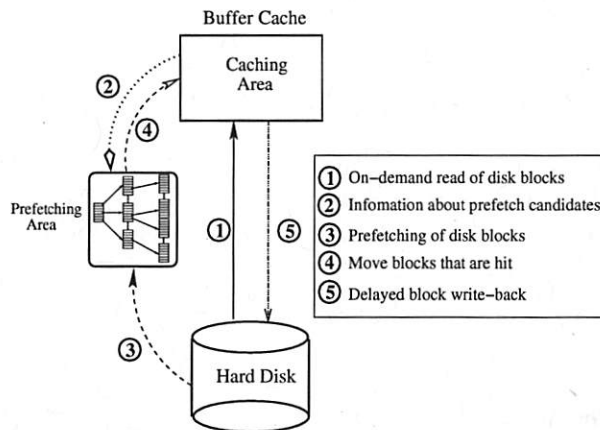 Buffer Cache
Caching
Area
2
4
Prefetching
Area
1
5
3
Hard Disk
1 On-demand read of disk blocks
2 Infomation about prefetch candidates
3 Prefetching of disk blocks
4 Move blocks that are hit
5 Delayed block write-back